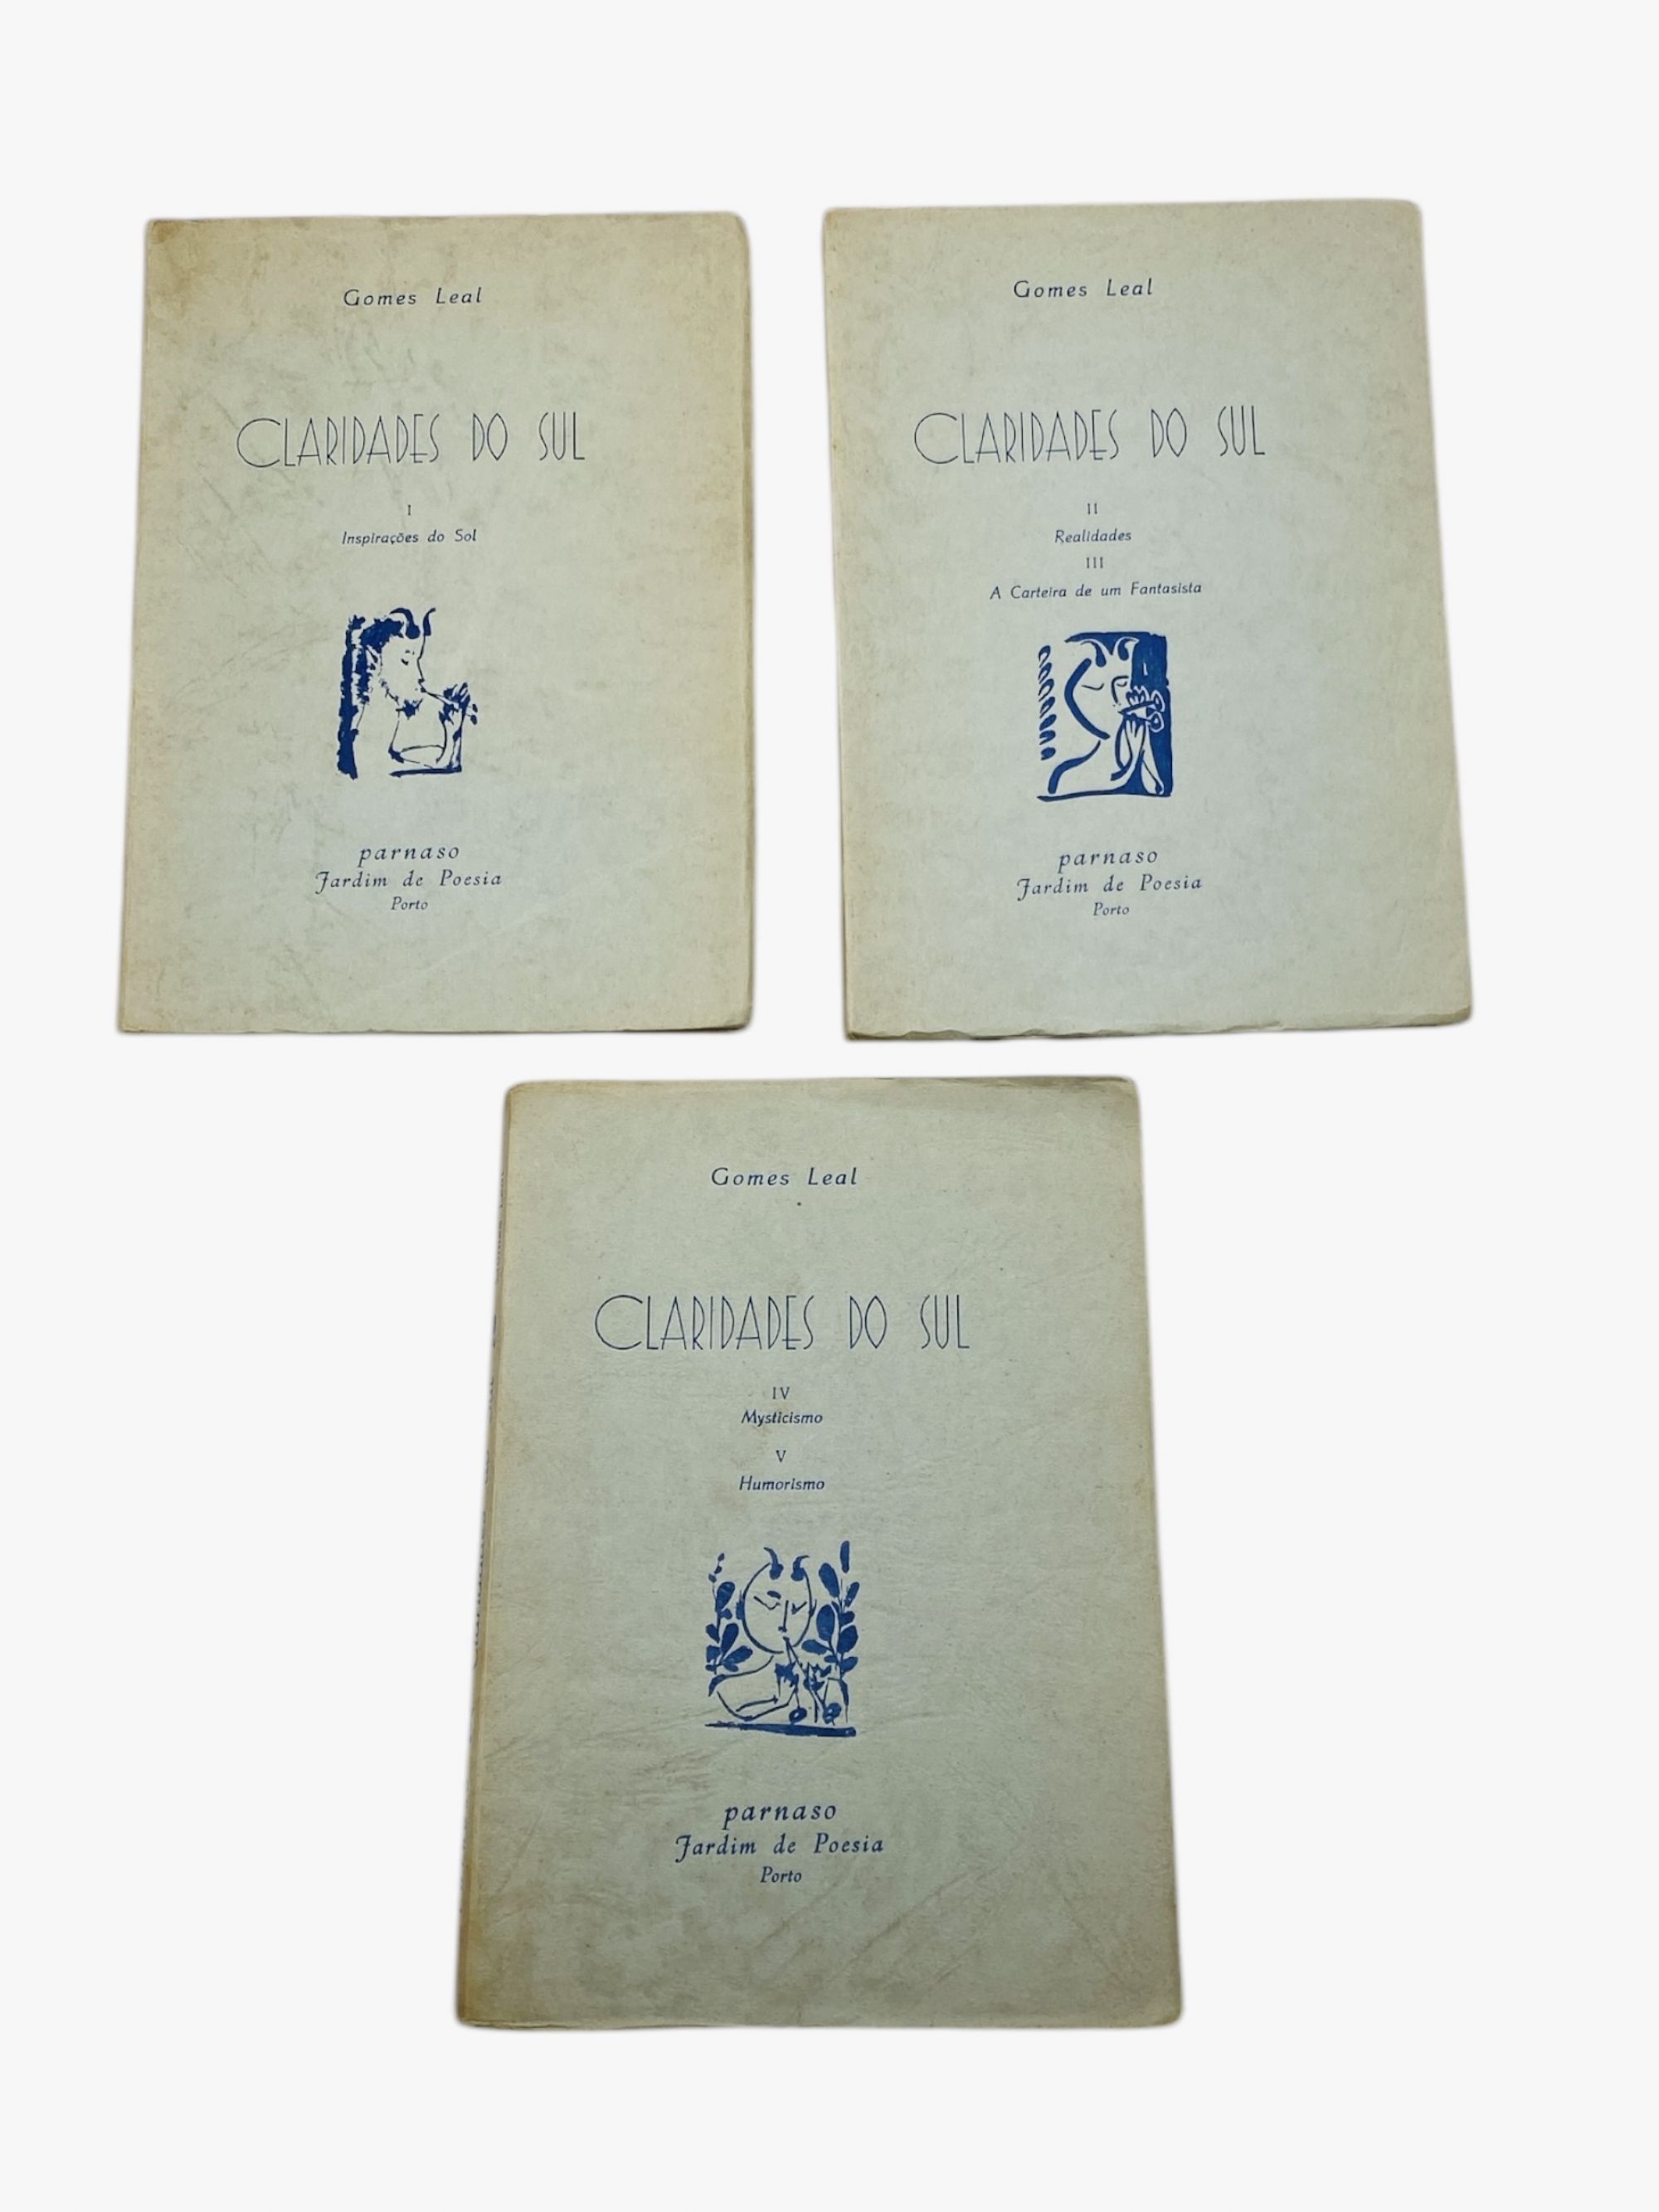 Gomes Leal
CLARIDADES DO SUL
I
Inspirações do Sol
parnaso
Jardim de Poesia
Porto
Gomes Leal
CLARIDADES DO SUL
II
Realidades
III
A Carteira de um Fantasista
parnaso
Jardim de Poesia
Porto
Gomes Leal
CLARIDADES DO SUL
IV
Mysticismo
V
Humorismo
parnaso
Jardim de Poesia
Porto